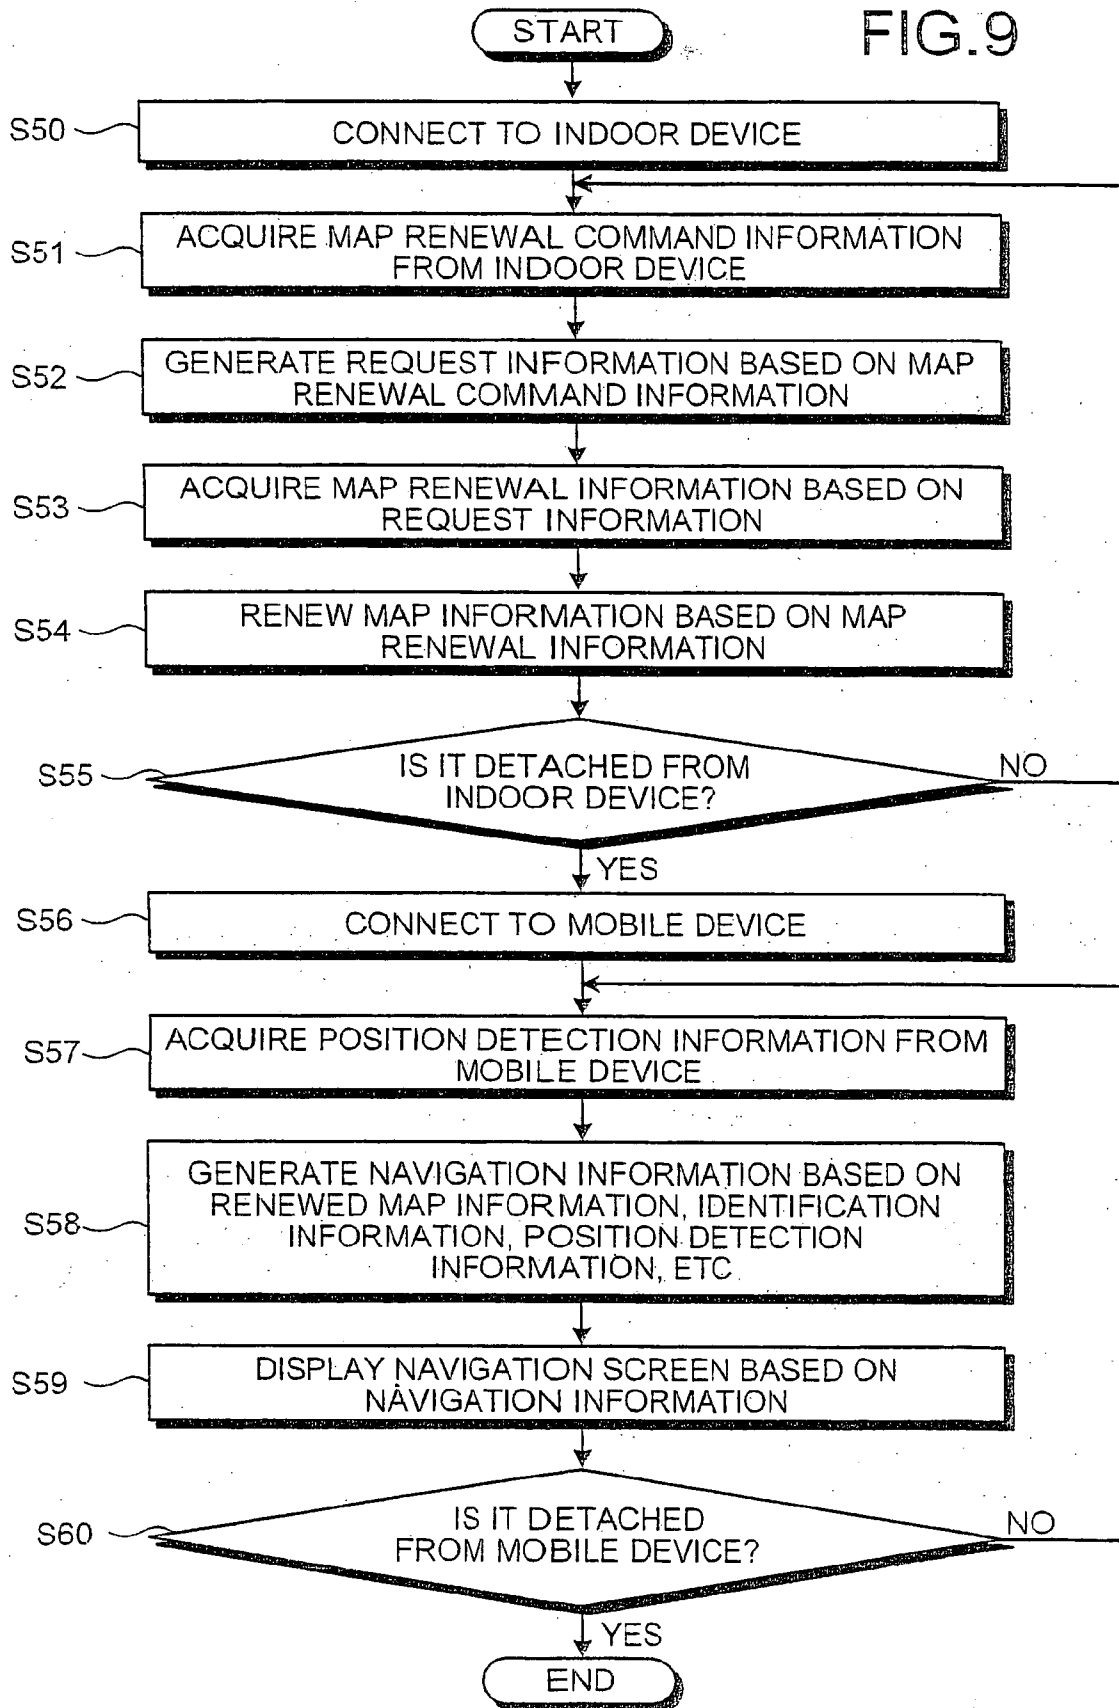 START
FIG.9
S50
CONNECT TO INDOOR DEVICE
S51
ACQUIRE MAP RENEWAL COMMAND INFORMATION
FROM INDOOR DEVICE
S52
GENERATE REQUEST INFORMATION BASED ON MAP
RENEWAL COMMAND INFORMATION
S53
ACQUIRE MAP RENEWAL INFORMATION BASED ON
REQUEST INFORMATION
S54
RENEW MAP INFORMATION BASED ON MAP
RENEWAL INFORMATION
S55
IS IT DETACHED FROM
INDOOR DEVICE?
NO
YES
S56
CONNECT TO MOBILE DEVICE
S57
ACQUIRE POSITION DETECTION INFORMATION FROM
MOBILE DEVICE
S58
GENERATE NAVIGATION INFORMATION BASED ON
RENEWED MAP INFORMATION, IDENTIFICATION
INFORMATION, POSITION DETECTION
INFORMATION, ETC
S59
DISPLAY NAVIGATION SCREEN BASED ON
NAVIGATION INFORMATION
S60
IS IT DETACHED
FROM MOBILE DEVICE?
NO
YES
END